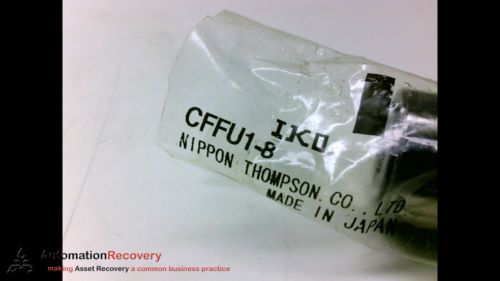 IKO
CFFU1-8
NIPPON THOMPSON. CO., LTD.
MADE IN JAPAN
AutomationRecovery
making Asset Recovery a common business practice